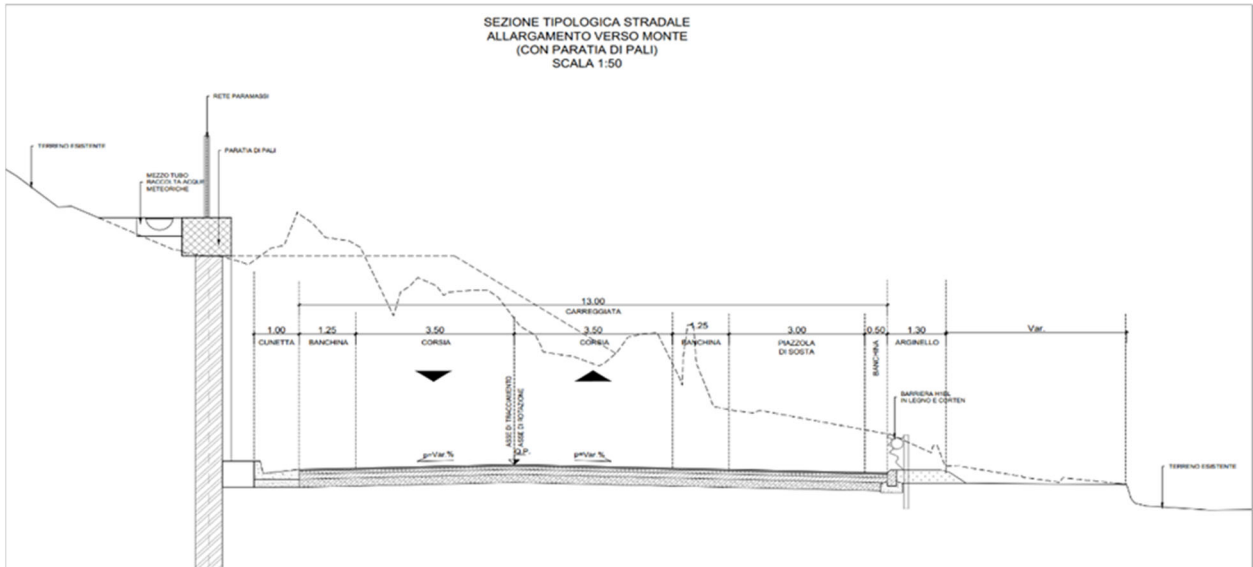 SEZIONE TIPOLOGICA STRADALE
ALLARGAMENTO VERSO MONTE
(CON PARATIA DI PALI)
SCALA 1:50
RETE PARAMASSI
TERRENO ESISTENTE
PARATIA DI PALI
MEZZO TUBO
RACCOLTA ACQUE
METEORICHE
13.00
CARREGGIATA
1.00
CUNETTA
1.25
BANCHINA
3.50
CORSIA
3.50
CORSIA
1.25
BANCHINA
3.00
PIAZZOLA
DI SOSTA
0.50
BANCHINA
1.30
ARGINELLO
Var.
ASSE DI TRACCIAMENTO
ASSE DI ROTAZIONE
BARRIERA
IN LEGNO E CORTEN
p=Var.%
Q.P.
p=Var.%
TERRENO ESISTENTE